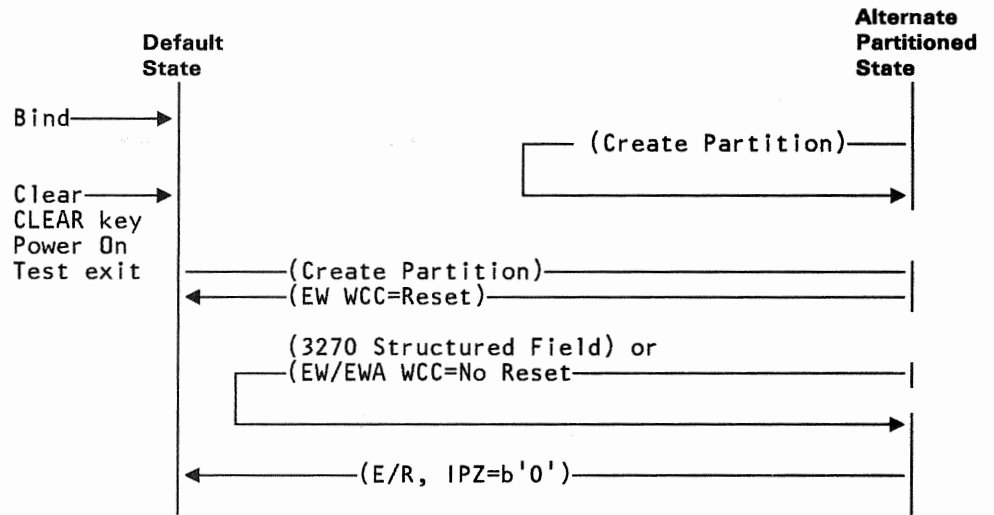 Default
State
Alternate
Partitioned
State
Bind
(Create Partition)
Clear
CLEAR key
Power On
Test exit
(Create Partition)
(EW WCC=Reset)
(3270 Structured Field) or
(EW/EWA WCC=No Reset
(E/R, IPZ=b'0')